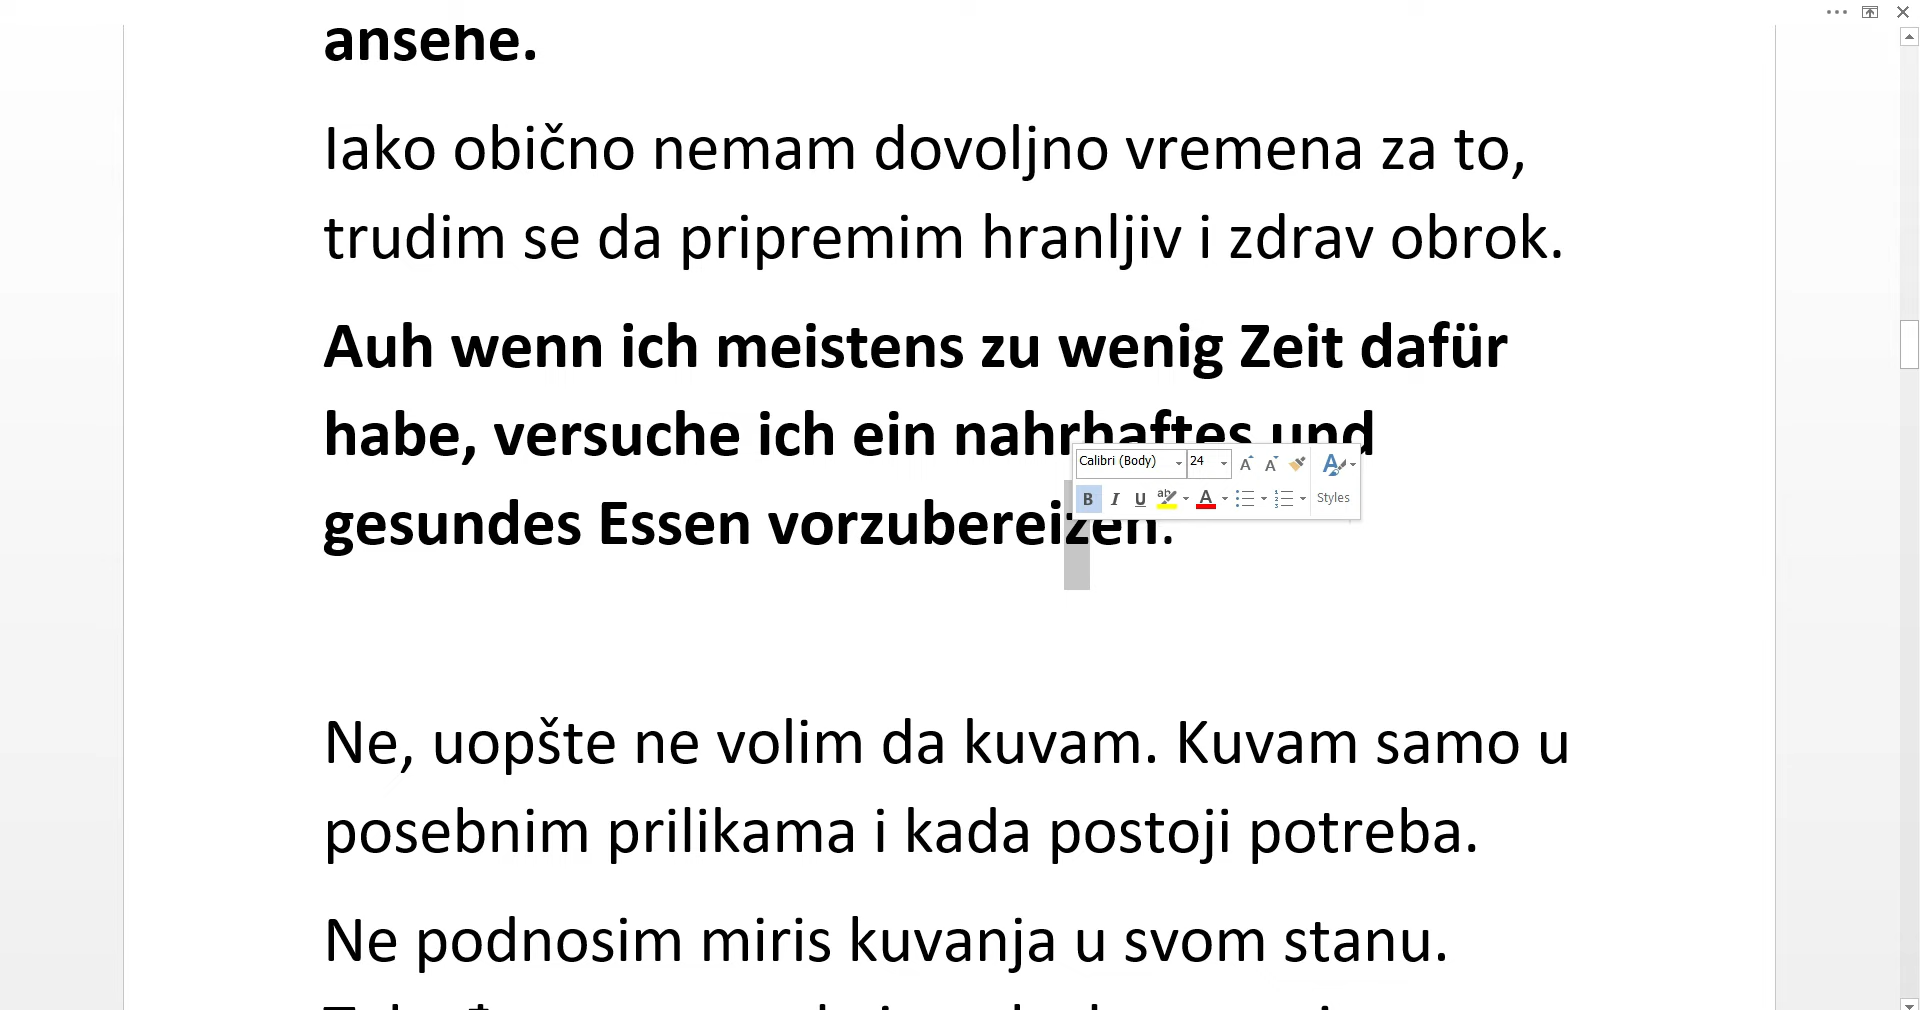 ansehe.
Iako obično nemam dovoljno vremena za to,
trudim se da pripremim hranljiv i zdrav obrok.
Auh wenn ich meistens zu wenig Zeit dafür
habe, versuche ich ein nahrhaftes und
Calibri (Body) 24
B I U Styles
gesundes Essen vorzubereizen.
Ne, uopšte ne volim da kuvam. Kuvam samo u
posebnim prilikama i kada postoji potreba.
Ne podnosim miris kuvanja u svom stanu.